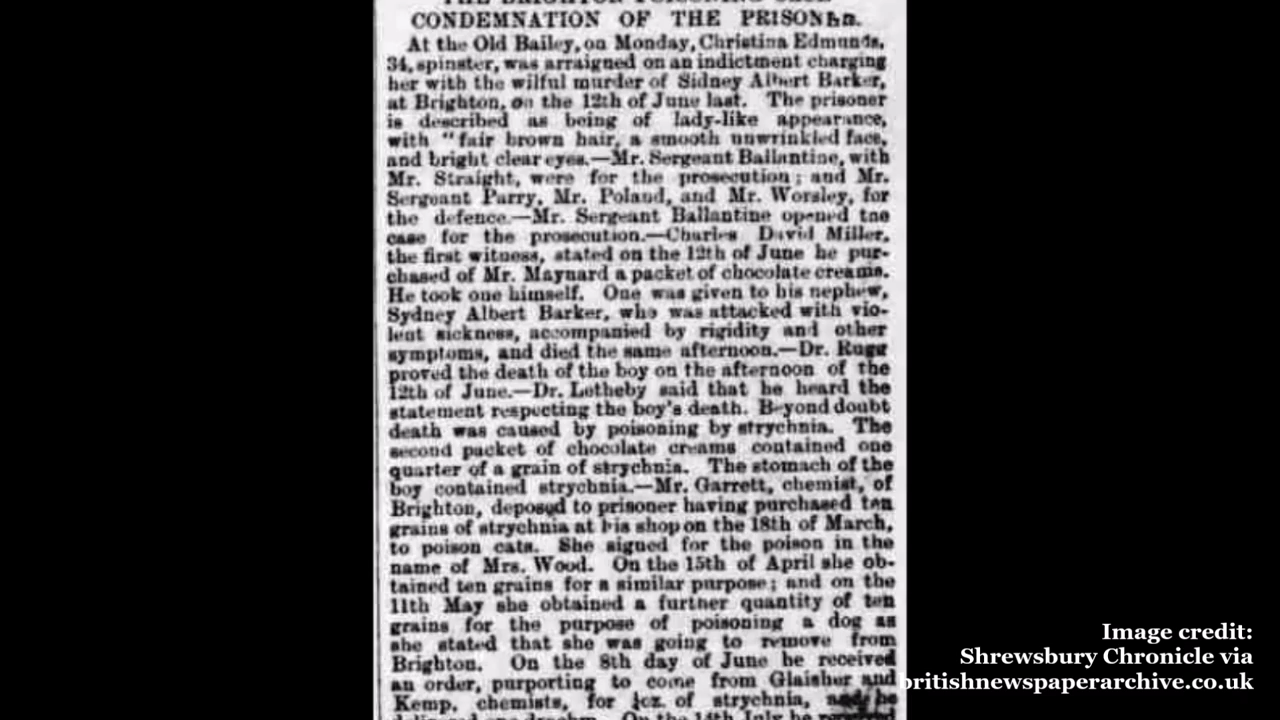 THE BRIGHTON POISONING CASE
CONDEMNATION OF THE PRISONER.
At the Old Bailey, on Monday, Christina Edmunds,
34, spinster, was arraigned on an indictment charging
her with the wilful murder of Sidney Albert Barker,
at Brighton, on the 12th of June last. The prisoner
is described as being of lady-like appearance,
with "fair brown hair, a smooth unwrinkled face,
and bright clear eyes.—Mr. Sergeant Ballantine, with
Mr. Straight, were for the prosecution; and Mr.
Sergeant Parry, Mr. Poland, and Mr. Worsley, for
the defence.—Mr. Sergeant Ballantine opened the
case for the prosecution.—Charles David Miller,
the first witness, stated on the 12th of June he pur-
chased of Mr. Maynard a packet of chocolate creams.
He took one himself. One was given to his nephew,
Sydney Albert Barker, who was attacked with vio-
lent sickness, accompanied by rigidity and other
symptoms, and died the same afternoon.—Dr. Rugg
proved the death of the boy on the afternoon of the
12th of June.—Dr. Letheby said that he heard the
statement respecting the boy's death. Beyond doubt
death was caused by poisoning by strychnia. The
second packet of chocolate creams contained one
quarter of a grain of strychnia. The stomach of the
boy contained strychnia.—Mr. Garrett, chemist, of
Brighton, deposed to prisoner having purchased ten
grains of strychnia at his shop on the 18th of March,
to poison cats. She signed for the poison in the
name of Mrs. Wood. On the 15th of April she ob-
tained ten grains for a similar purpose; and on the
11th May she obtained a further quantity of ten
grains for the purpose of poisoning a dog as
she stated that she was going to remove from
Brighton. On the 8th day of June he received
an order, purporting to come from Glaisher and
Kemp, chemists, for ½oz. of strychnia, and he
On the 14th July he received
Image credit:
Shrewsbury Chronicle via
britishnewspaperarchive.co.uk